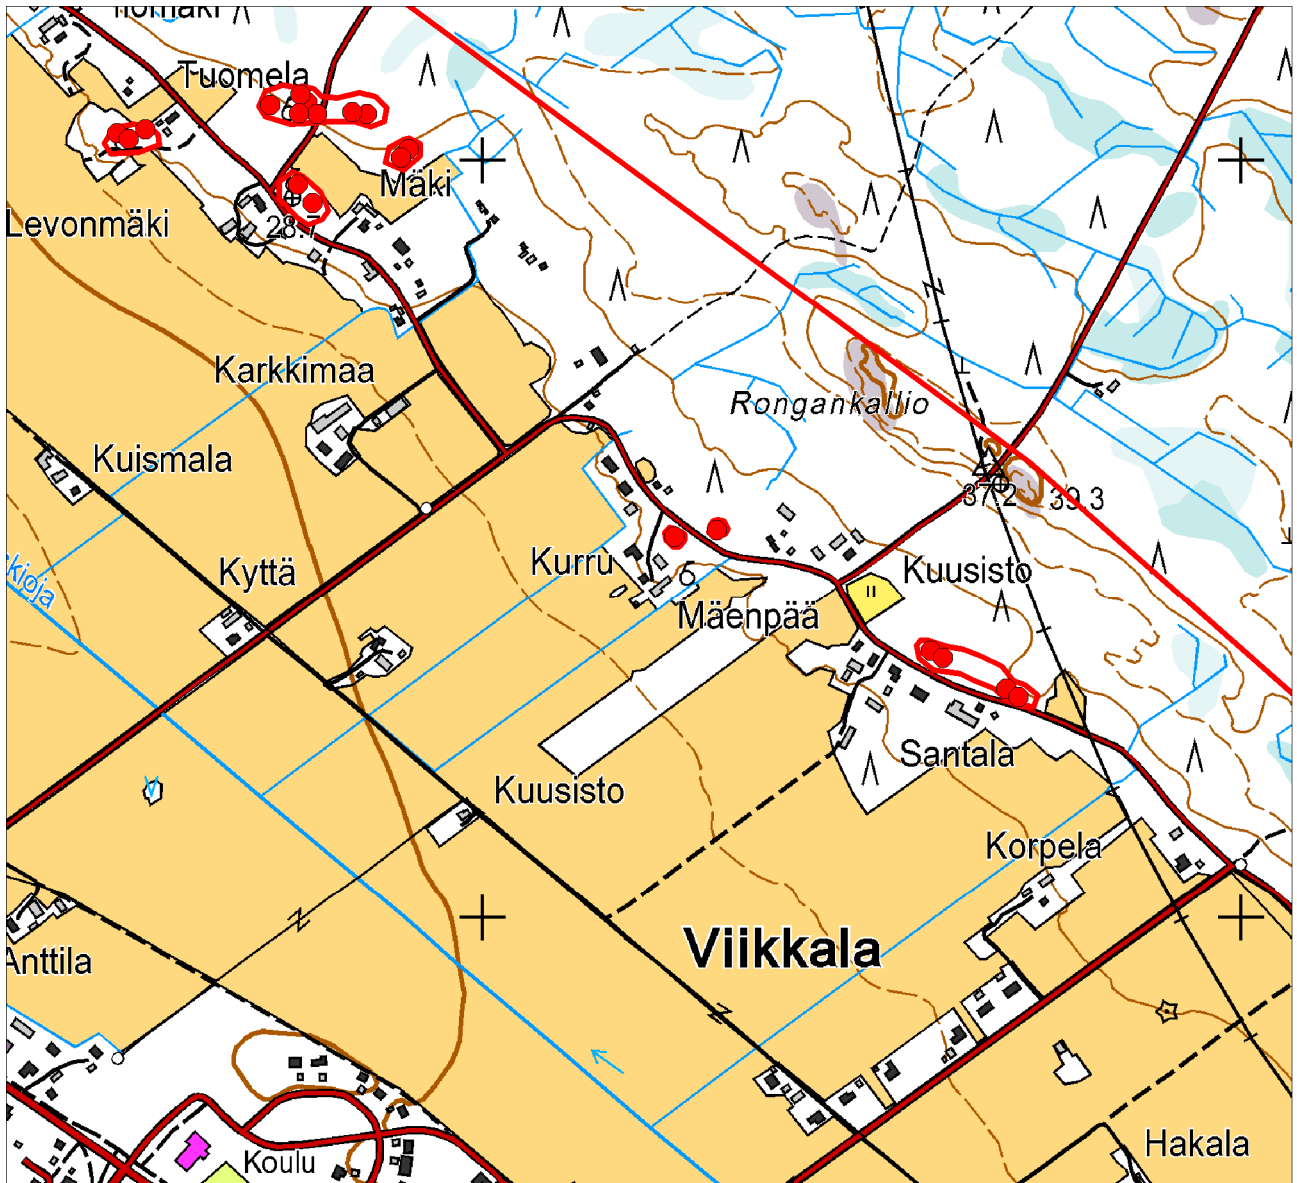 Tuomela
Mäki
Levonmäki
28.7
Karkkimaa
Rongankallio
Kuismala
37.2
39.3
Kurru
Kyttä
Kuusisto
Mäenpää
Santala
Kuusisto
Korpela
Viikkala
Anttila
Hakala
Koulu